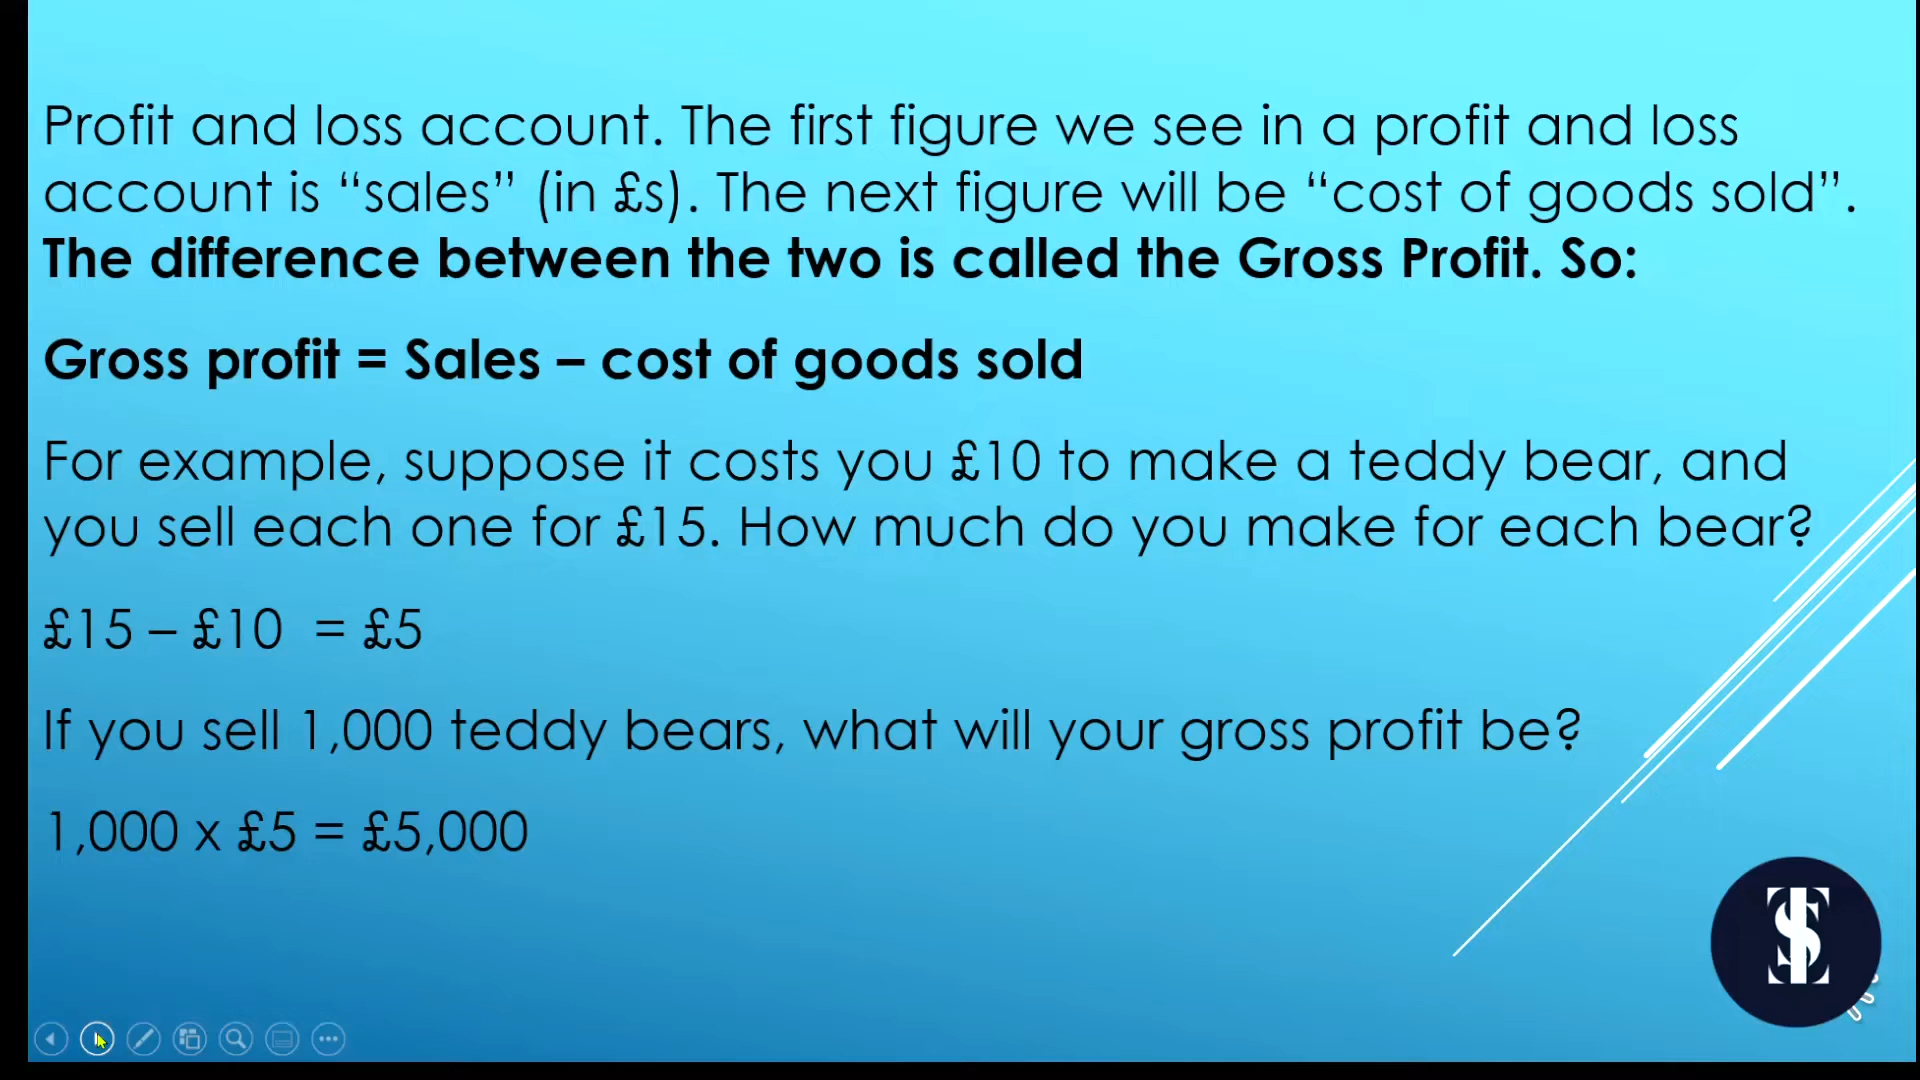 Profit and loss account. The first figure we see in a profit and loss
account is “sales” (in £s). The next figure will be “cost of goods sold”.
The difference between the two is called the Gross Profit. So:
Gross profit = Sales – cost of goods sold
For example, suppose it costs you £10 to make a teddy bear, and
you sell each one for £15. How much do you make for each bear?
£15 – £10  = £5
If you sell 1,000 teddy bears, what will your gross profit be?
1,000 x £5 = £5,000